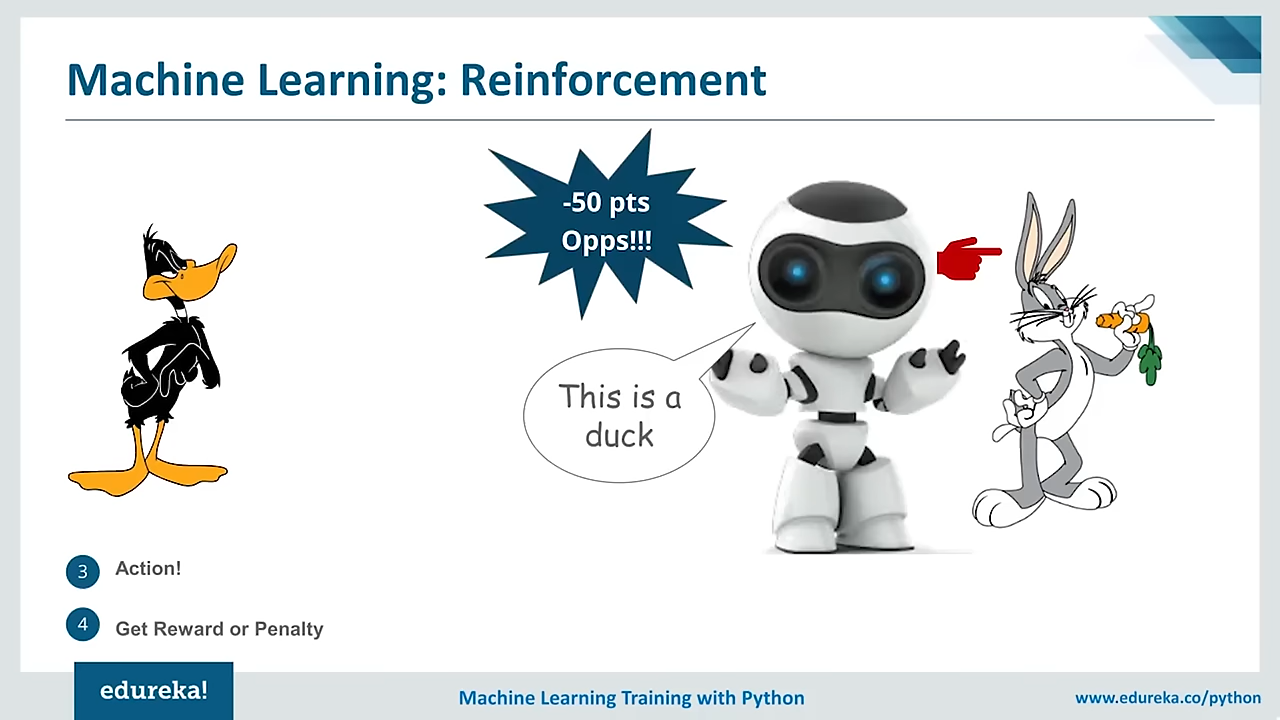 Machine Learning: Reinforcement
-50 pts
Opps!!!
This is a
duck
3 Action!
4 Get Reward or Penalty
edureka!
Machine Learning Training with Python
www.edureka.co/python